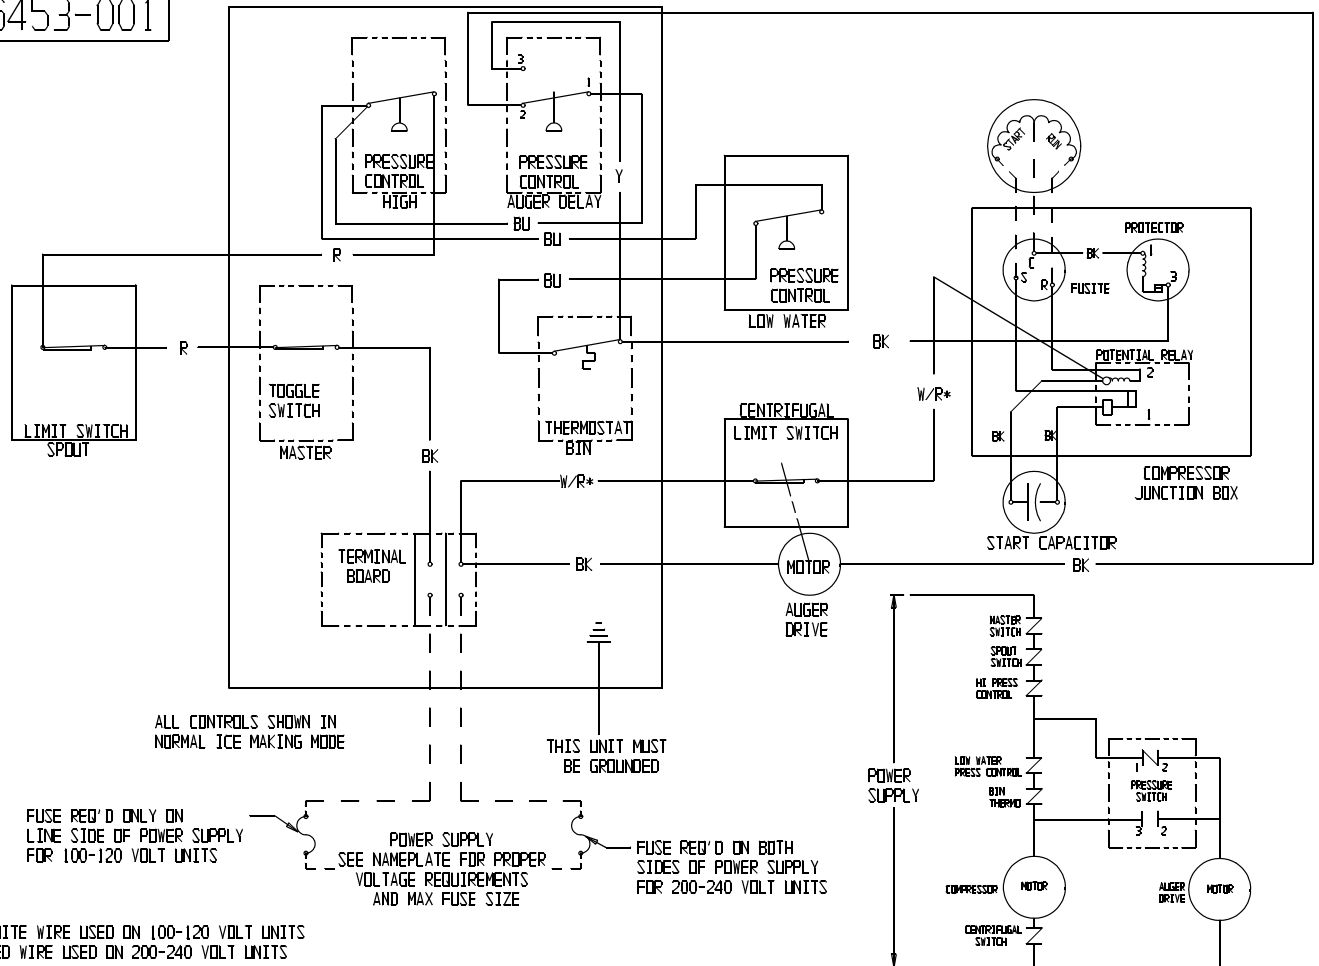 6453-001
3
1
2
START
RUN
PRESSURE
CONTROL
HIGH
PRESSURE
CONTROL
AUGER DELAY
Y
BU
BU
R
BU
PRESSURE
CONTROL
LOW WATER
PROTECTOR
C
BK
1
S
R
3
FUSITE
R
BK
POTENTIAL RELAY
2
1
TOGGLE
SWITCH
MASTER
LIMIT SWITCH
SPOUT
THERMOSTAT
BIN
CENTRIFUGAL
LIMIT SWITCH
W/R*
BK
BK
BK
W/R*
COMPRESSOR
JUNCTION BOX
START CAPACITOR
TERMINAL
BOARD
BK
MOTOR
BK
AUGER
DRIVE
MASTER
SWITCH
SPOUT
SWITCH
HI PRESS
CONTROL
ALL CONTROLS SHOWN IN
NORMAL ICE MAKING MODE
THIS UNIT MUST
BE GROUNDED
POWER
SUPPLY
LOW WATER
PRESS CONTROL
BIN
THERMO
1
2
PRESSURE
SWITCH
3
2
FUSE REQ'D ONLY ON
LINE SIDE OF POWER SUPPLY
FOR 100-120 VOLT UNITS
POWER SUPPLY
SEE NAMEPLATE FOR PROPER
VOLTAGE REQUIREMENTS
AND MAX FUSE SIZE
FUSE REQ'D ON BOTH
SIDES OF POWER SUPPLY
FOR 200-240 VOLT UNITS
COMPRESSOR
MOTOR
AUGER
DRIVE
MOTOR
CENTRIFUGAL
SWITCH
ITE WIRE USED ON 100-120 VOLT UNITS
ED WIRE USED ON 200-240 VOLT UNITS